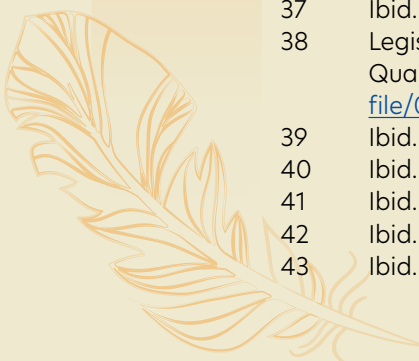 37 Ibid.
38 Legis
Qua
file/
39 Ibid.
40 Ibid.
41 Ibid.
42 Ibid.
43 Ibid.